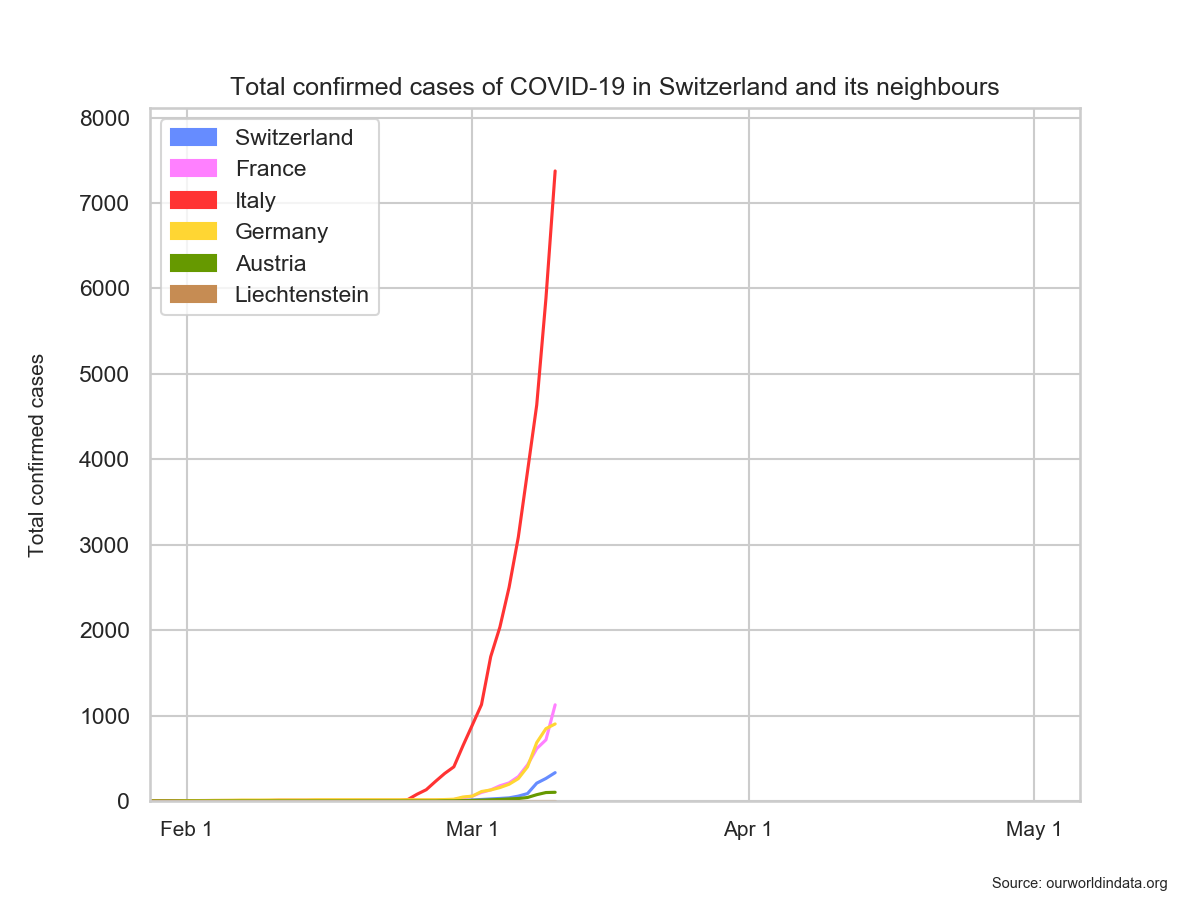 Total confirmed cases of COVID-19 in Switzerland and its neighbours
8000
7000
6000
5000
4000
3000
2000
1000
0
Total confirmed cases
Switzerland
France
Italy
Germany
Austria
Liechtenstein
Feb 1
Mar 1
Apr 1
May 1
Source: ourworldindata.org